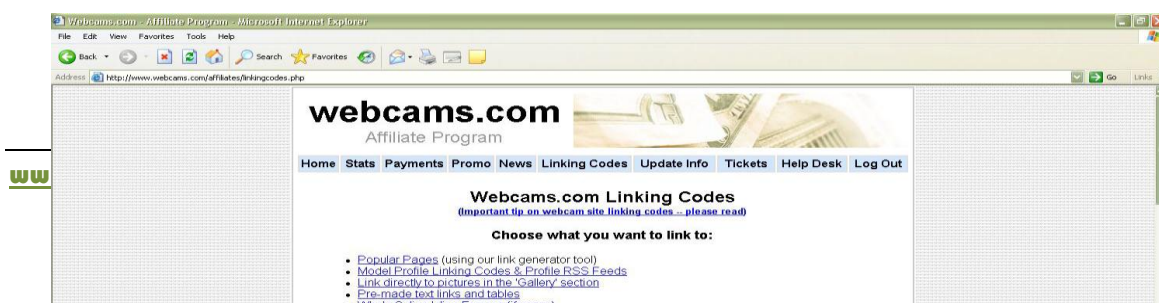 Webcams.com - Affiliate Program - Microsoft Internet Explorer
File Edit View Favorites Tools Help
Back Search Favorites
Address http://www.webcams.com/affiliates/linkingcodes.php Go Links
webcams.com
Affiliate Program
Home Stats Payments Promo News Linking Codes Update Info Tickets Help Desk Log Out
ww
Webcams.com Linking Codes
(Important tip on webcam site linking codes -- please read)
Choose what you want to link to:
• Popular Pages (using our link generator tool)
• Model Profile Linking Codes & Profile RSS Feeds
• Link directly to pictures in the 'Gallery' section
• Pre-made text links and tables